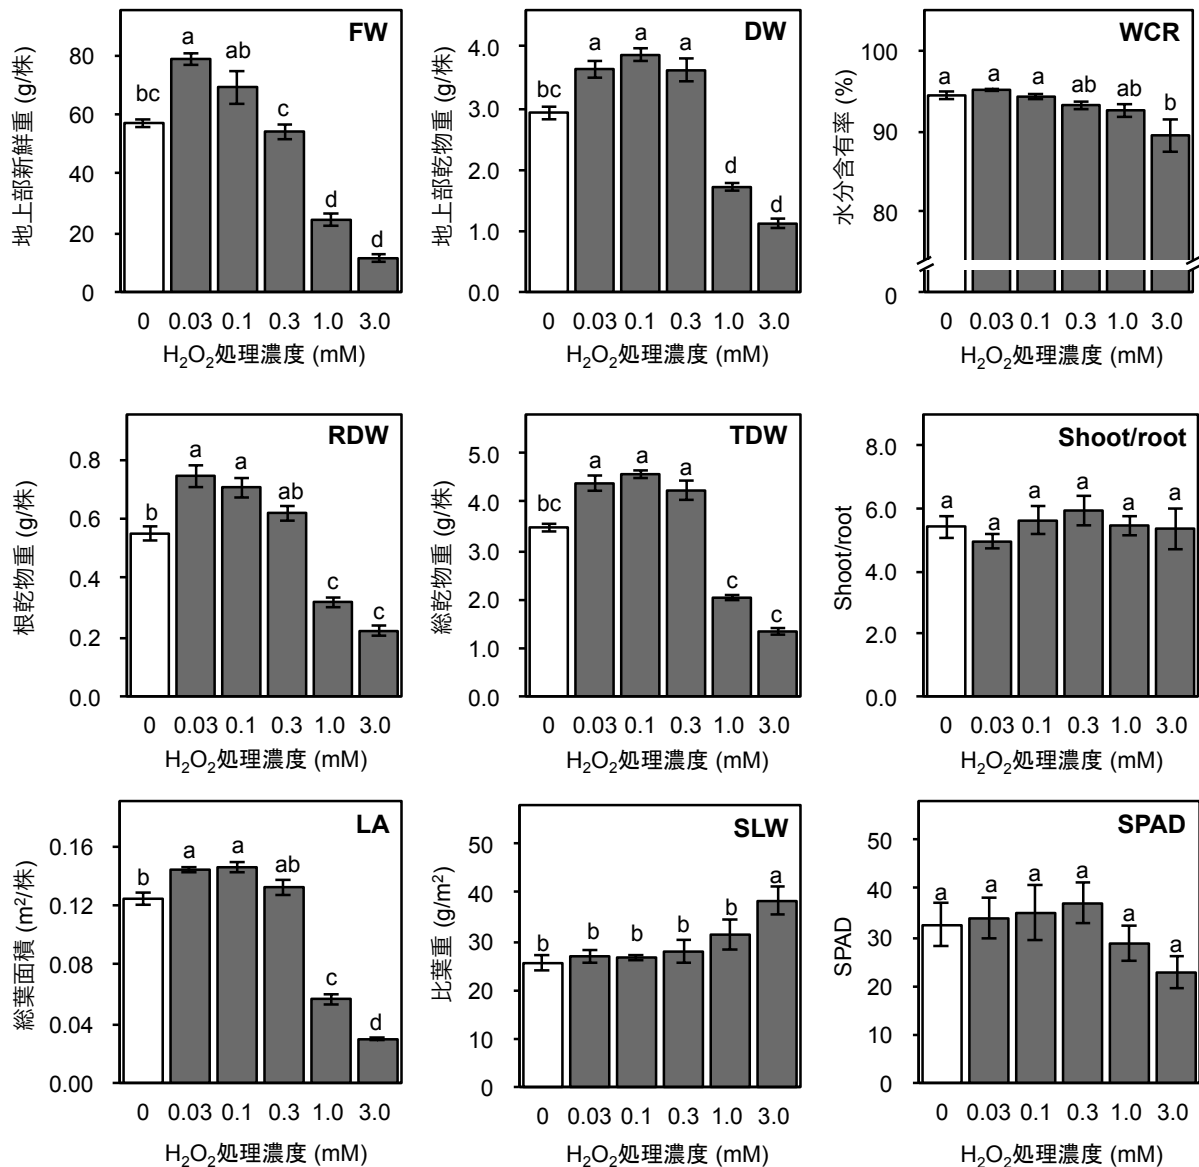 FW
地上部新鮮重 (g/株)
80
60
40
20
0
bc
a
ab
c
d
d
0 0.03 0.1 0.3 1.0 3.0
H₂O₂処理濃度 (mM)
DW
地上部乾物重 (g/株)
4.0
3.0
2.0
1.0
0.0
bc
a
a
a
d
d
0 0.03 0.1 0.3 1.0 3.0
H₂O₂処理濃度 (mM)
WCR
水分含有率 (%)
100
90
80
0
a
a
a
ab
ab
b
0 0.03 0.1 0.3 1.0 3.0
H₂O₂処理濃度 (mM)
RDW
根乾物重 (g/株)
0.8
0.6
0.4
0.2
0.0
b
a
a
ab
c
c
0 0.03 0.1 0.3 1.0 3.0
H₂O₂処理濃度 (mM)
TDW
総乾物重 (g/株)
5.0
4.0
3.0
2.0
1.0
0.0
bc
a
a
a
c
c
0 0.03 0.1 0.3 1.0 3.0
H₂O₂処理濃度 (mM)
Shoot/root
Shoot/root
8.0
6.0
4.0
2.0
0.0
a
a
a
a
a
a
0 0.03 0.1 0.3 1.0 3.0
H₂O₂処理濃度 (mM)
LA
総葉面積 (m²/株)
0.16
0.12
0.08
0.04
0.00
b
a
a
ab
c
d
0 0.03 0.1 0.3 1.0 3.0
H₂O₂処理濃度 (mM)
SLW
比葉重 (g/m²)
50
40
30
20
10
0
b
b
b
b
b
a
0 0.03 0.1 0.3 1.0 3.0
H₂O₂処理濃度 (mM)
SPAD
SPAD
50
40
30
20
10
0
a
a
a
a
a
a
0 0.03 0.1 0.3 1.0 3.0
H₂O₂処理濃度 (mM)